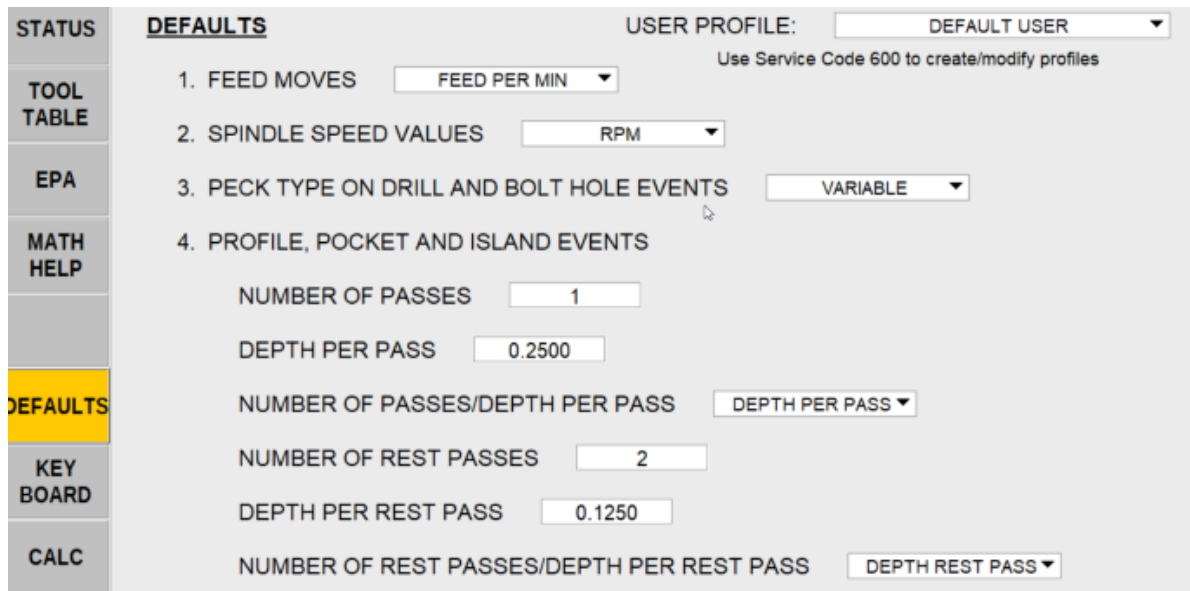 STATUS
TOOL
TABLE
EPA
MATH
HELP
DEFAULTS
KEY
BOARD
CALC
DEFAULTS
USER PROFILE: DEFAULT USER
Use Service Code 600 to create/modify profiles
1. FEED MOVES FEED PER MIN
2. SPINDLE SPEED VALUES RPM
3. PECK TYPE ON DRILL AND BOLT HOLE EVENTS VARIABLE
4. PROFILE, POCKET AND ISLAND EVENTS
NUMBER OF PASSES 1
DEPTH PER PASS 0.2500
NUMBER OF PASSES/DEPTH PER PASS DEPTH PER PASS
NUMBER OF REST PASSES 2
DEPTH PER REST PASS 0.1250
NUMBER OF REST PASSES/DEPTH PER REST PASS DEPTH REST PASS